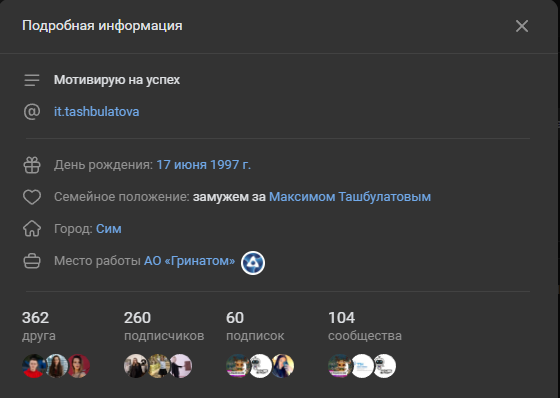 Подробная информация
Мотивирую на успех
it.tashbulatova
День рождения: 17 июня 1997 г.
Семейное положение: замужем за Максимом Ташбулатовым
Город: Сим
Место работы АО «Гринатом»
362 260 60 104
друга подписчиков подписок сообщества